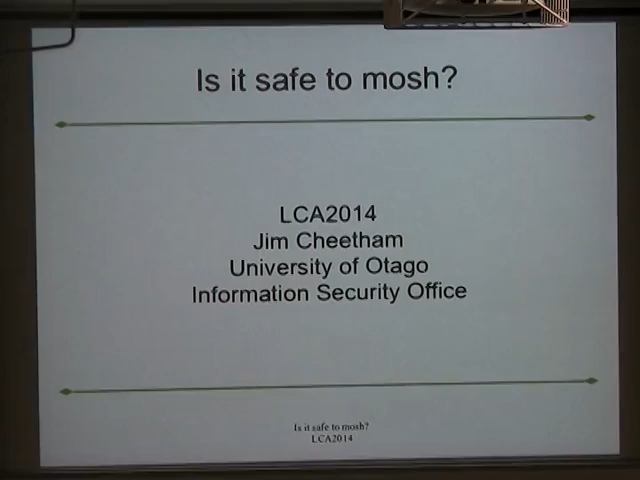 Is it safe to mosh?
LCA2014
Jim Cheetham
University of Otago
Information Security Office
Is it safe to mosh?
LCA2014